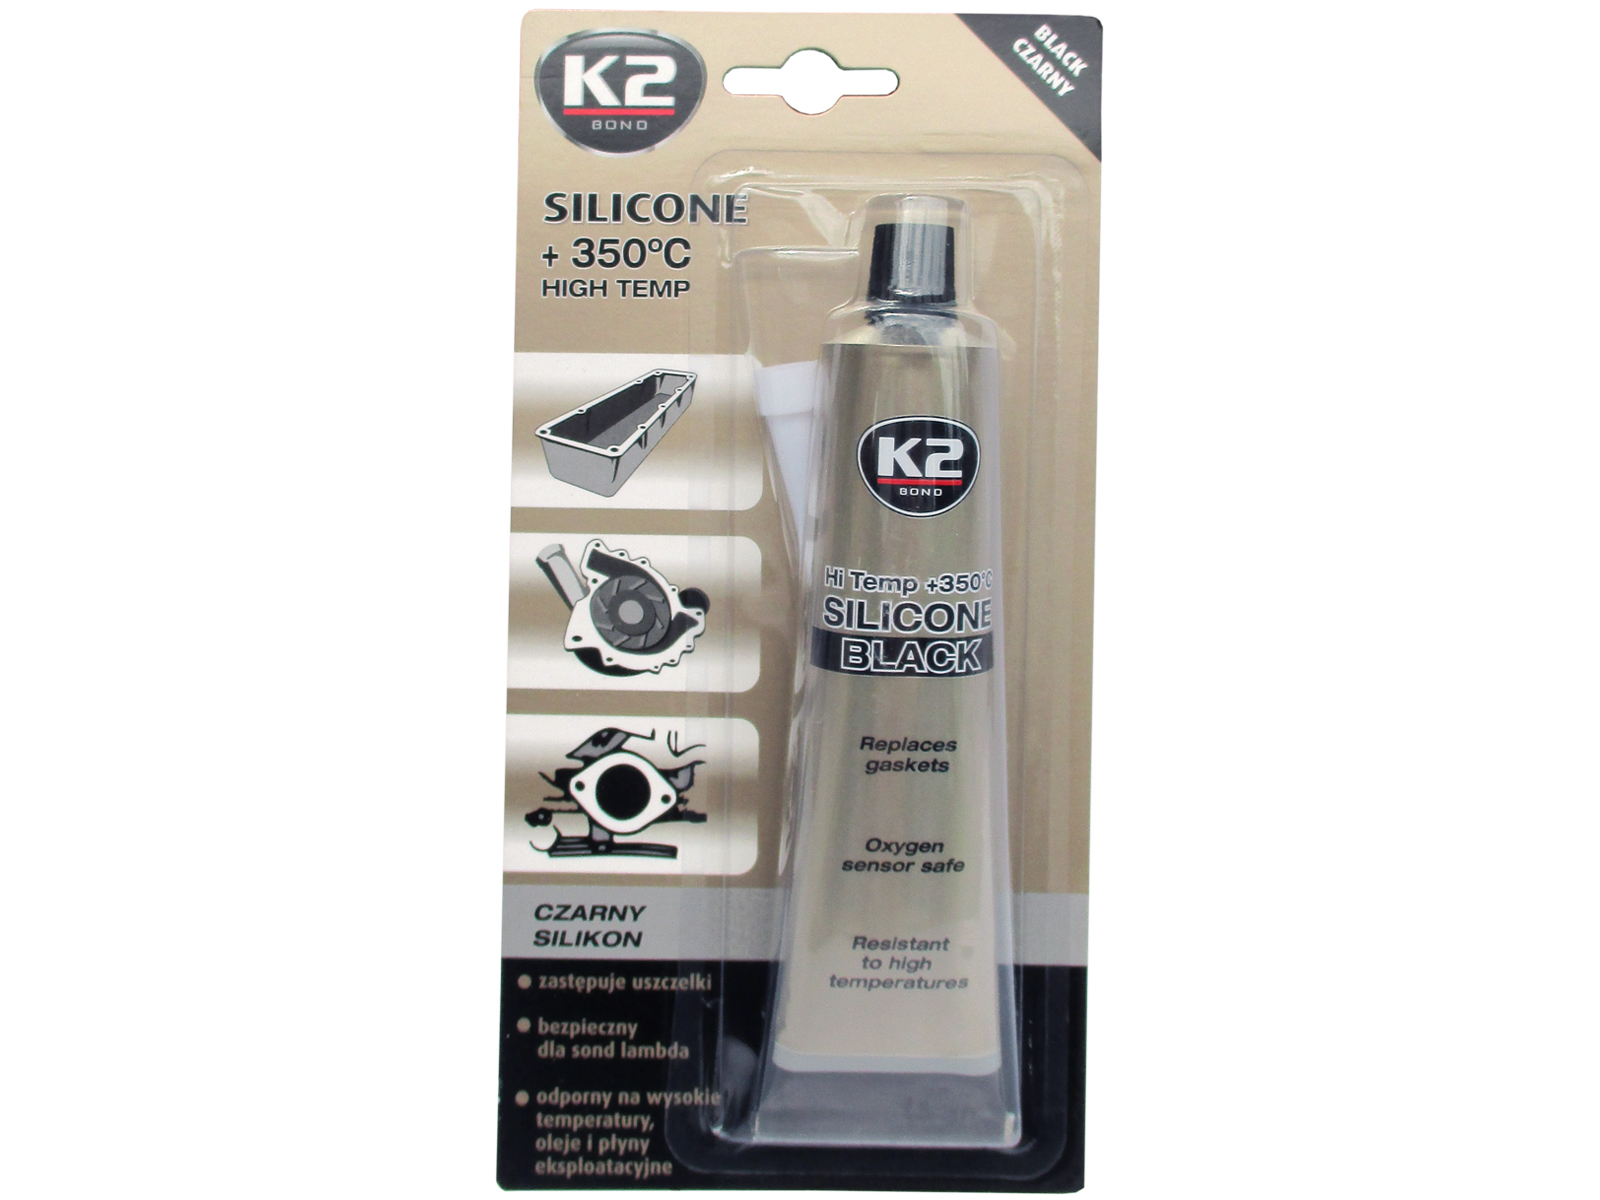 K2
BOND
BLACK
CZARNY
SILICONE
+ 350ºC
HIGH TEMP
K2
BOND
Hi Temp +350°C
SILICONE
BLACK
Replaces
gaskets
Oxygen
sensor safe
Resistant
to high
temperatures
CZARNY
SILIKON
● zastępuje uszczelki
● bezpieczny
dla sond lambda
● odporny na wysokie
temperatury,
oleje i płyny
eksploatacyjne